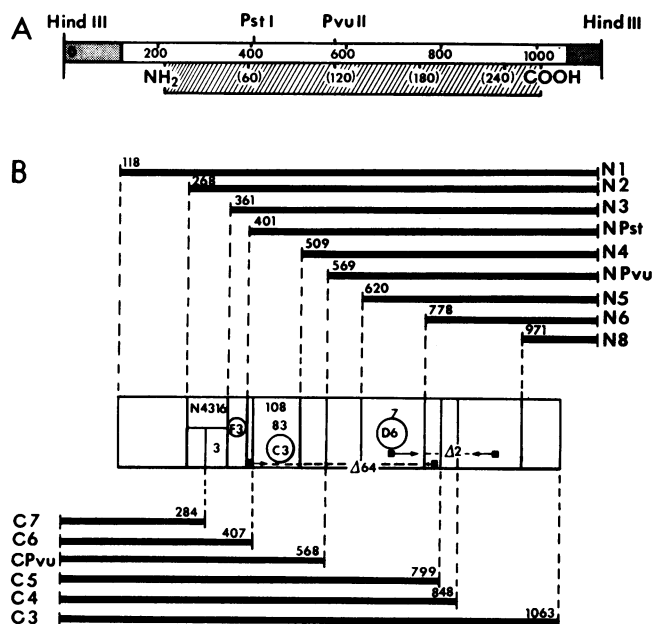 A
Hind III Pst I Pvu II Hind III
200 400 600 800 1000
NH2 (60) (120) (180) (240) COOH
B
118 N1
268 N2
361 N3
401 NPst
509 N4
569 NPvu
620 N5
778 N6
971 N8
N4316 108 7
F3 83 D6
3 C3 Δ2
Δ64
C7 284
C6 407
CPvu 568
C5 799
C4 848
C3 1063